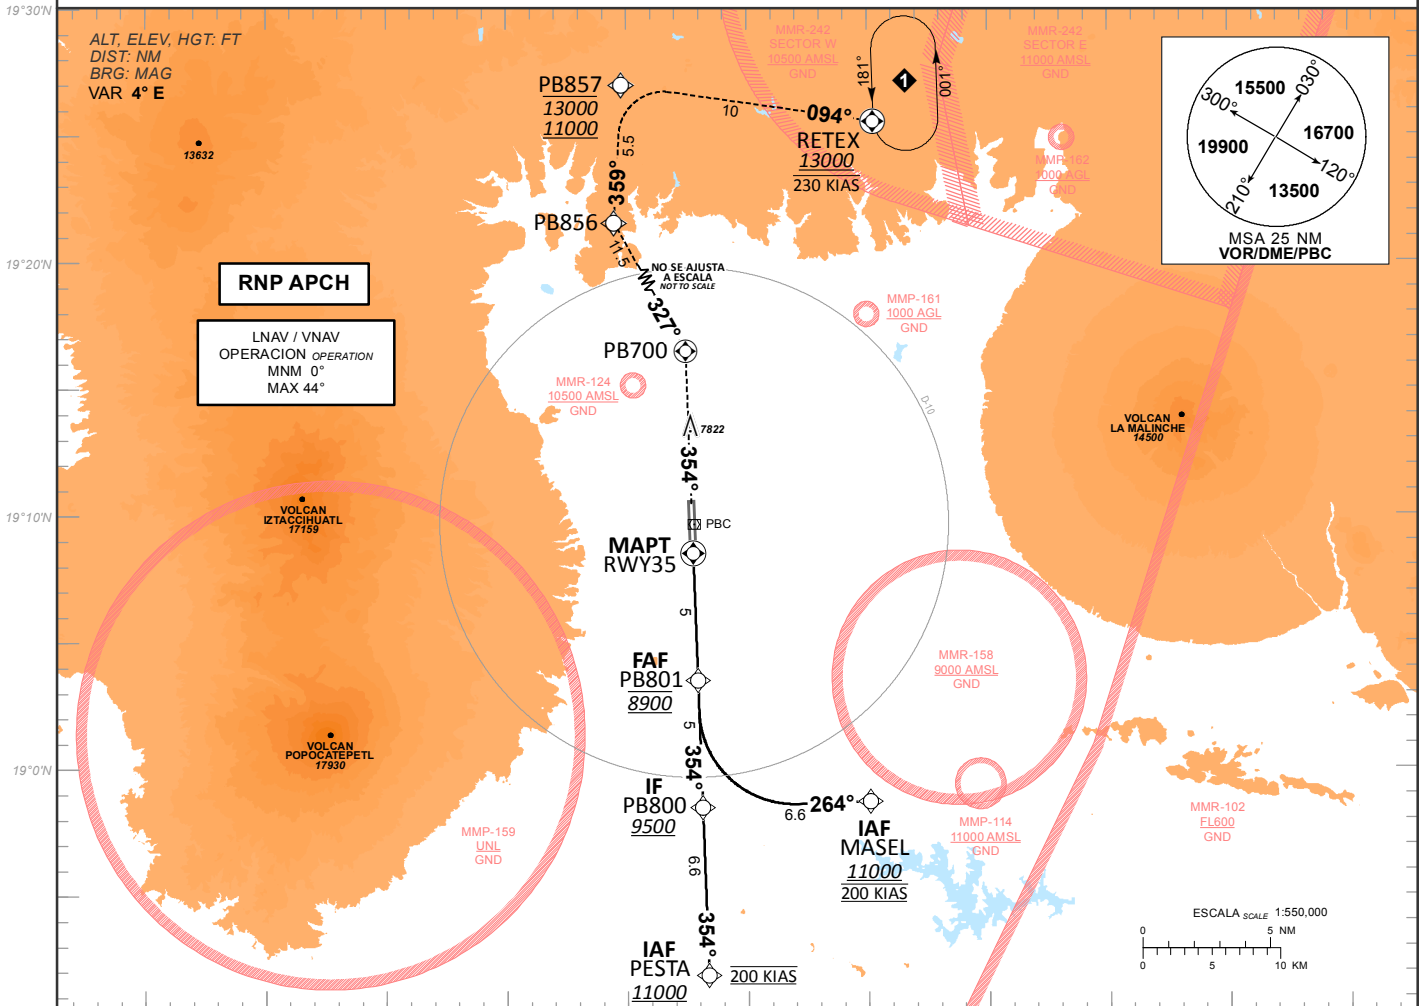 19°30'N
ALT, ELEV, HGT: FT
DIST: NM
BRG: MAG
VAR 4° E
13632
PB857
13000
11000
10
094°
5.5
359°
RETEX
13000
230 KIAS
181°
1
001°
MMR-242
SECTOR W
10500 AMSL
GND
MMR-242
SECTOR E
11000 AMSL
GND
MMP-162
1000 AGL
GND
030°
120°
210°
300°
15500
16700
19900
13500
MSA 25 NM
VOR/DME/PBC
PB856
11.5
19°20'N
NO SE AJUSTA
A ESCALA
NOT TO SCALE
327°
RNP APCH
LNAV / VNAV
OPERACION OPERATION
MNM 0°
MAX 44°
MMP-161
1000 AGL
GND
PB700
MMR-124
10500 AMSL
GND
D-10
7822
354°
VOLCAN
LA MALINCHE
14500
VOLCAN
IZTACCIHUATL
17159
19°10'N
PBC
MAPT
RWY35
5
FAF
PB801
8900
5
354°
MMR-158
9000 AMSL
GND
VOLCAN
POPOCATEPETL
17930
19°0'N
IF
PB800
9500
6.6
264°
IAF
MASEL
11000
200 KIAS
MMP-114
11000 AMSL
GND
MMR-102
FL600
GND
MMP-159
UNL
GND
6.6
354°
IAF
PESTA
11000
200 KIAS
ESCALA SCALE 1:550,000
0 5 NM
0 5 10 KM